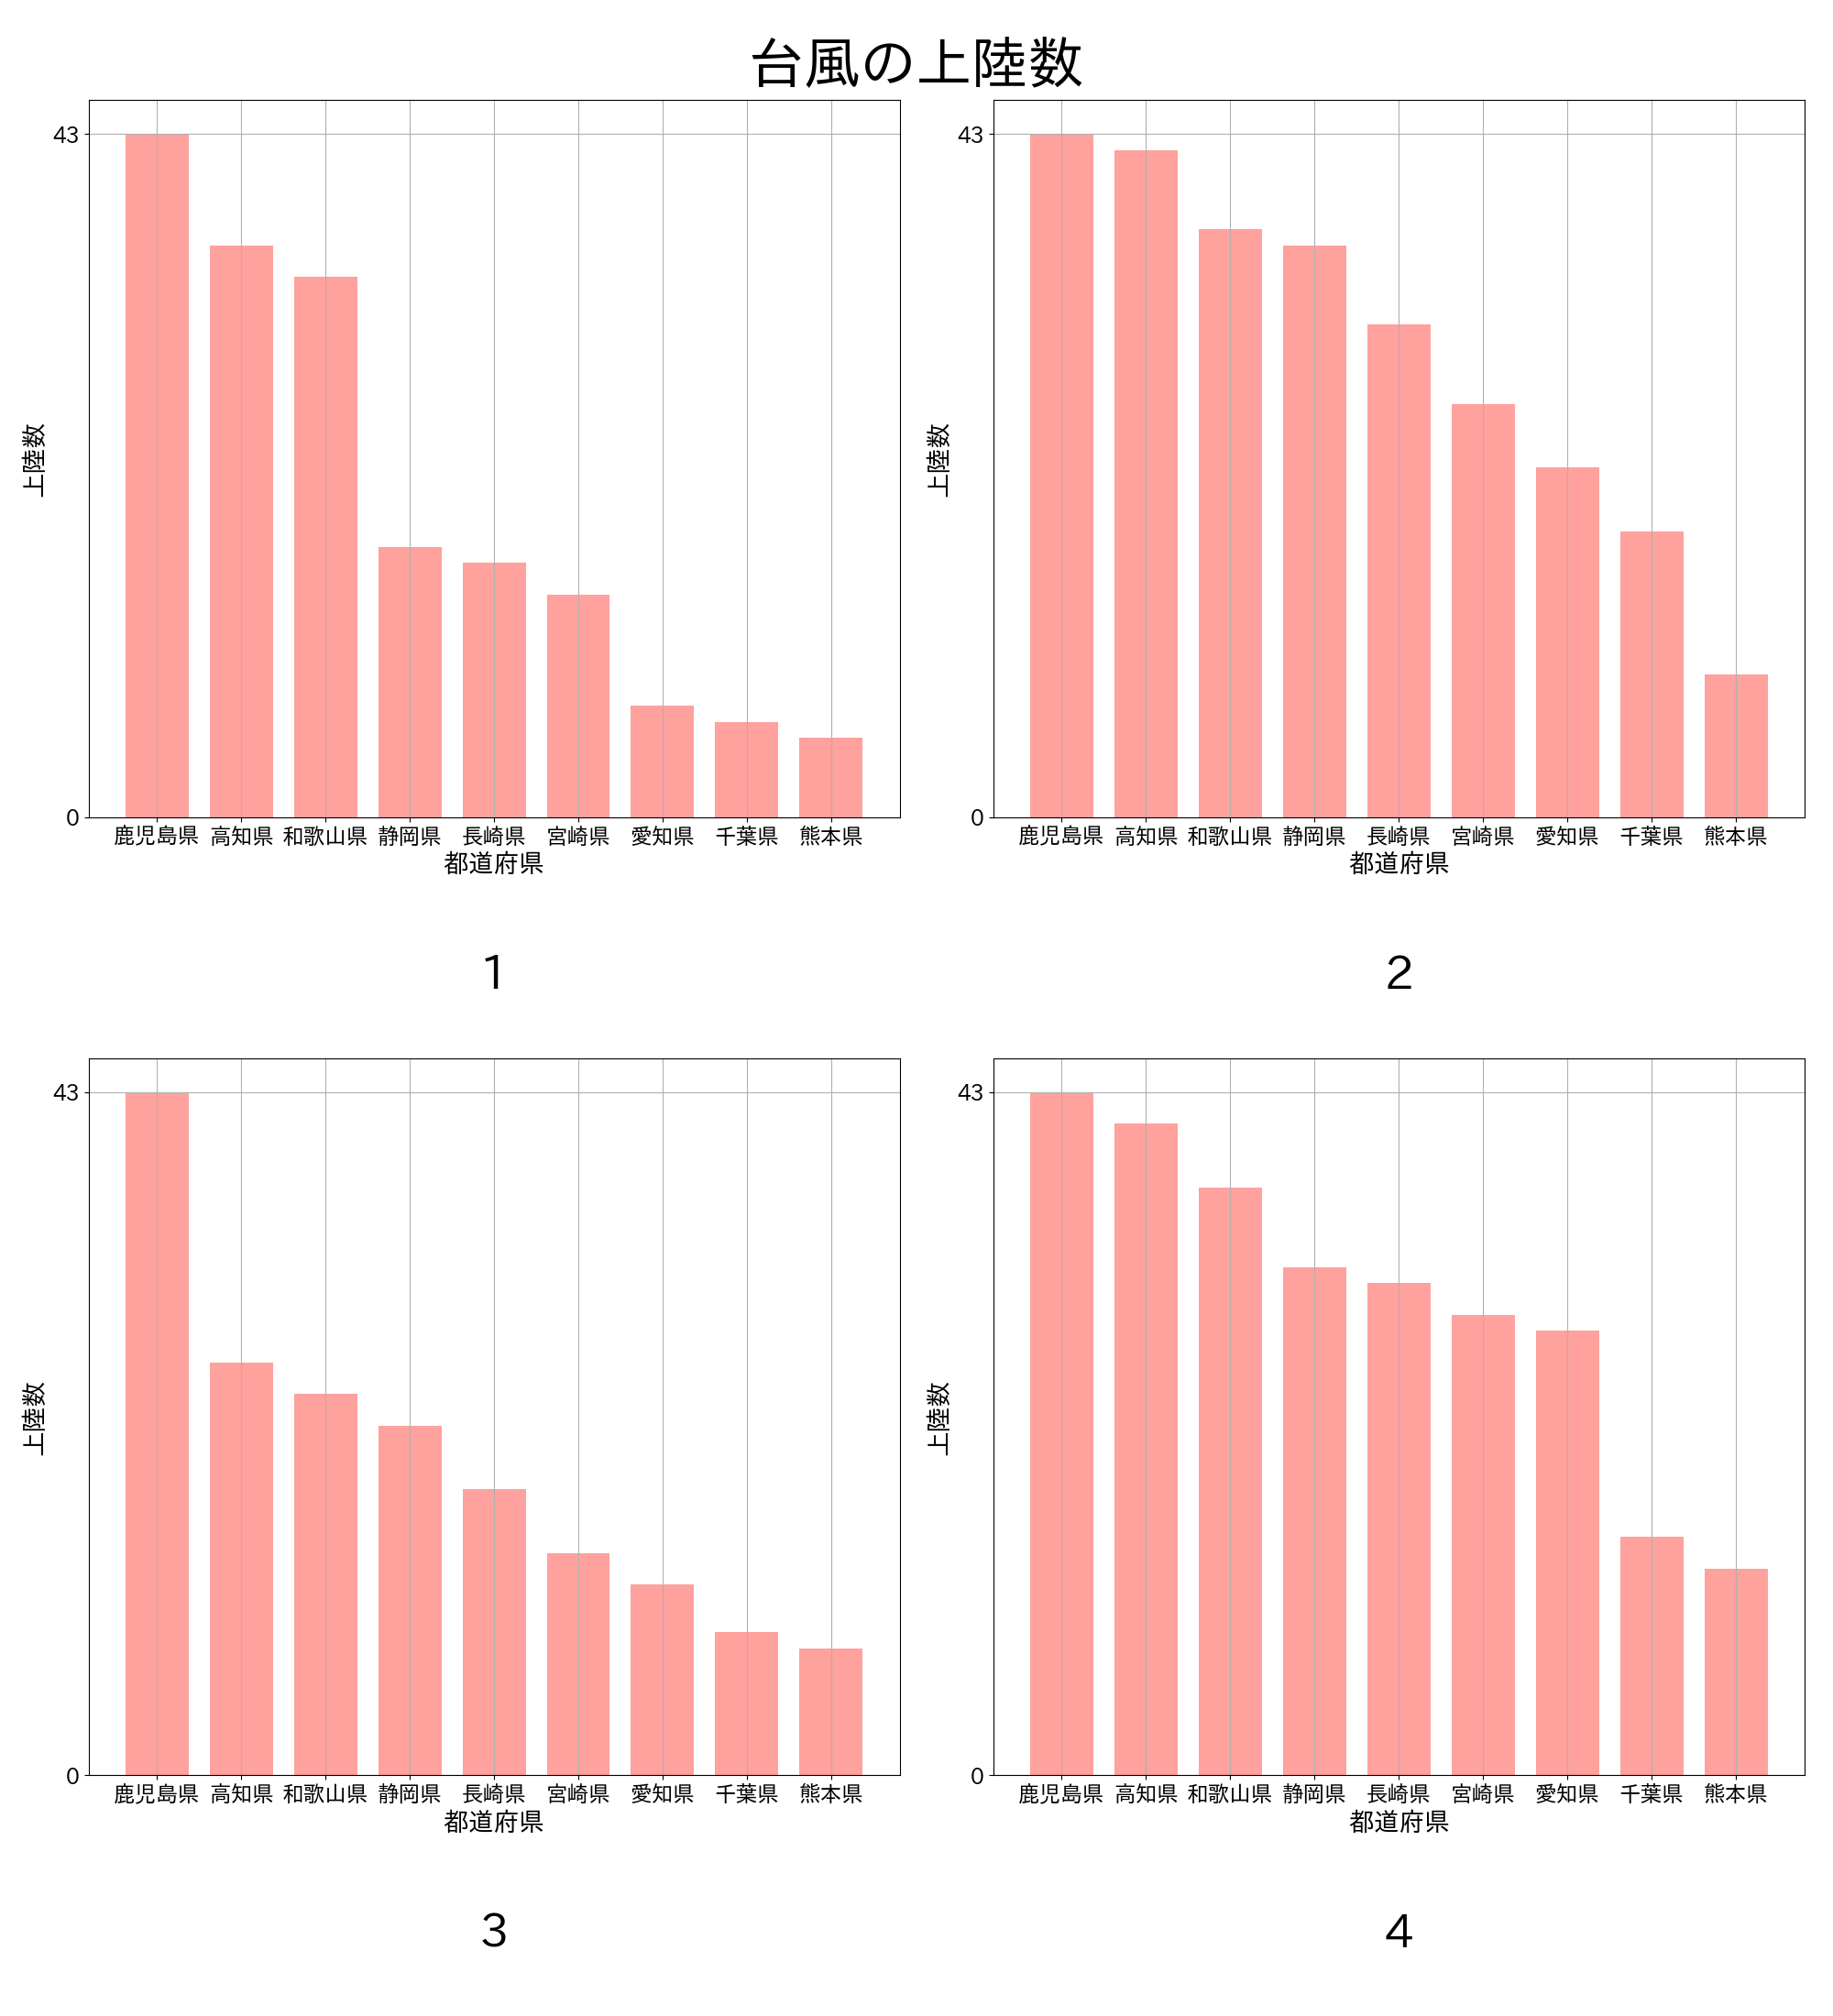 台風の上陸数
43
0
上陸数
鹿児島県 高知県 和歌山県 静岡県 長崎県 宮崎県 愛知県 千葉県 熊本県
都道府県
1
43
0
上陸数
鹿児島県 高知県 和歌山県 静岡県 長崎県 宮崎県 愛知県 千葉県 熊本県
都道府県
2
43
0
上陸数
鹿児島県 高知県 和歌山県 静岡県 長崎県 宮崎県 愛知県 千葉県 熊本県
都道府県
3
43
0
上陸数
鹿児島県 高知県 和歌山県 静岡県 長崎県 宮崎県 愛知県 千葉県 熊本県
都道府県
4